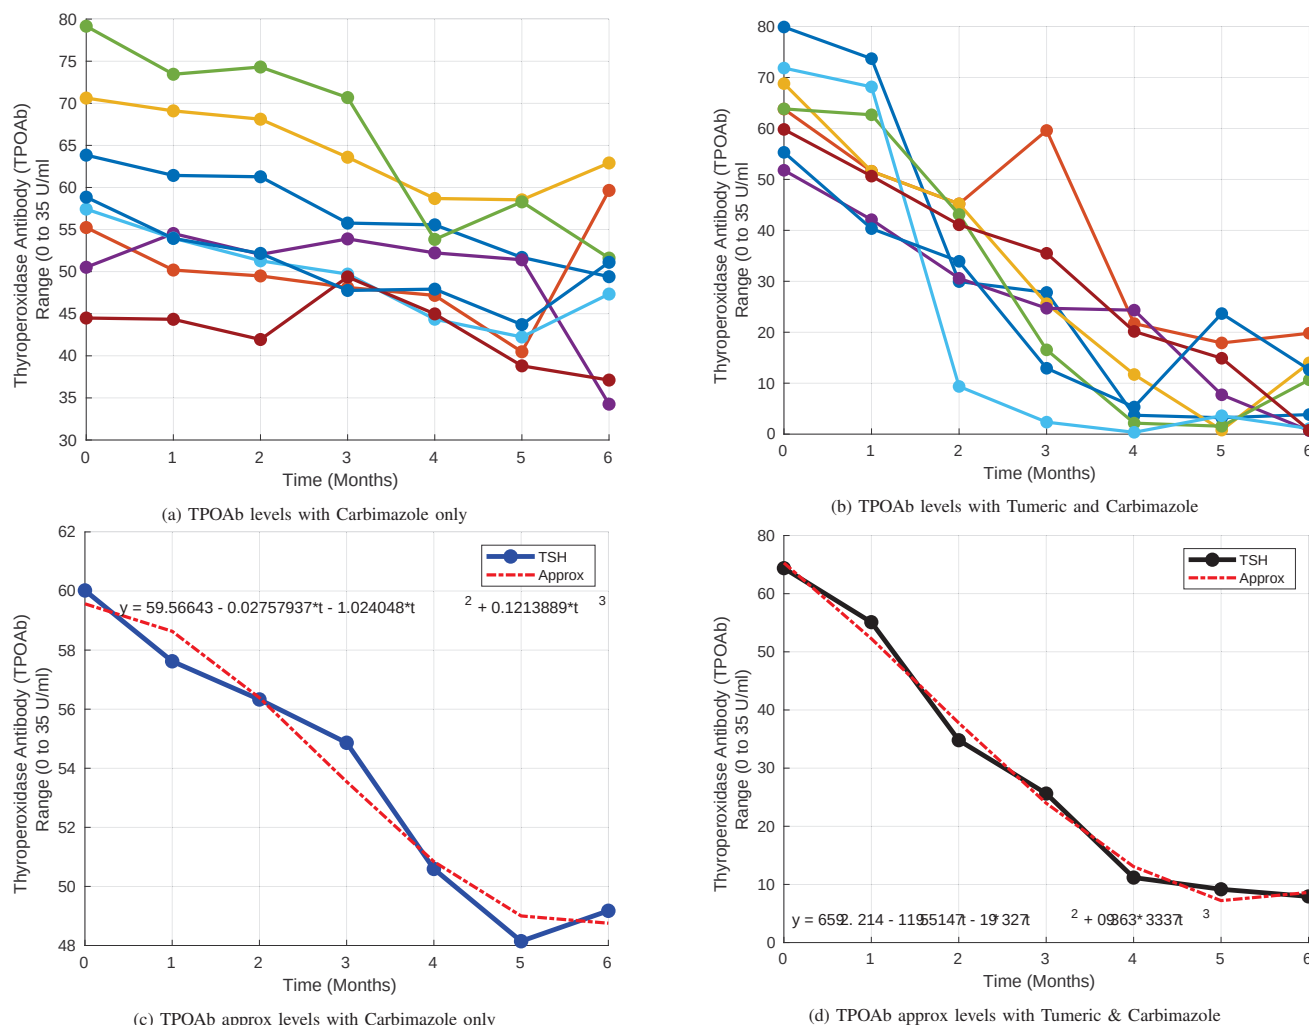 80
75
70
65
60
55
50
45
40
35
30
0 1 2 3 4 5 6
Time (Months)
Thyroperoxidase Antibody (TPOAb)
Range (0 to 35 U/ml)
(a) TPOAb levels with Carbimazole only
80
70
60
50
40
30
20
10
0
0 1 2 3 4 5 6
Time (Months)
Thyroperoxidase Antibody (TPOAb)
Range (0 to 35 U/ml
(b) TPOAb levels with Tumeric and Carbimazole
62
60
58
56
54
52
50
48
0 1 2 3 4 5 6
Time (Months)
Thyroperoxidase Antibody (TPOAb)
Range (0 to 35 U/ml)
TSH
Approx
y = 59.56643 - 0.02757937*t - 1.024048*t 2 + 0.1213889*t 3
(c) TPOAb approx levels with Carbimazole only
80
70
60
50
40
30
20
10
0
0 1 2 3 4 5 6
Time (Months)
Thyroperoxidase Antibody (TPOAb)
Range (0 to 35 U/ml)
TSH
Approx
(d) TPOAb approx levels with Tumeric & Carbimazole